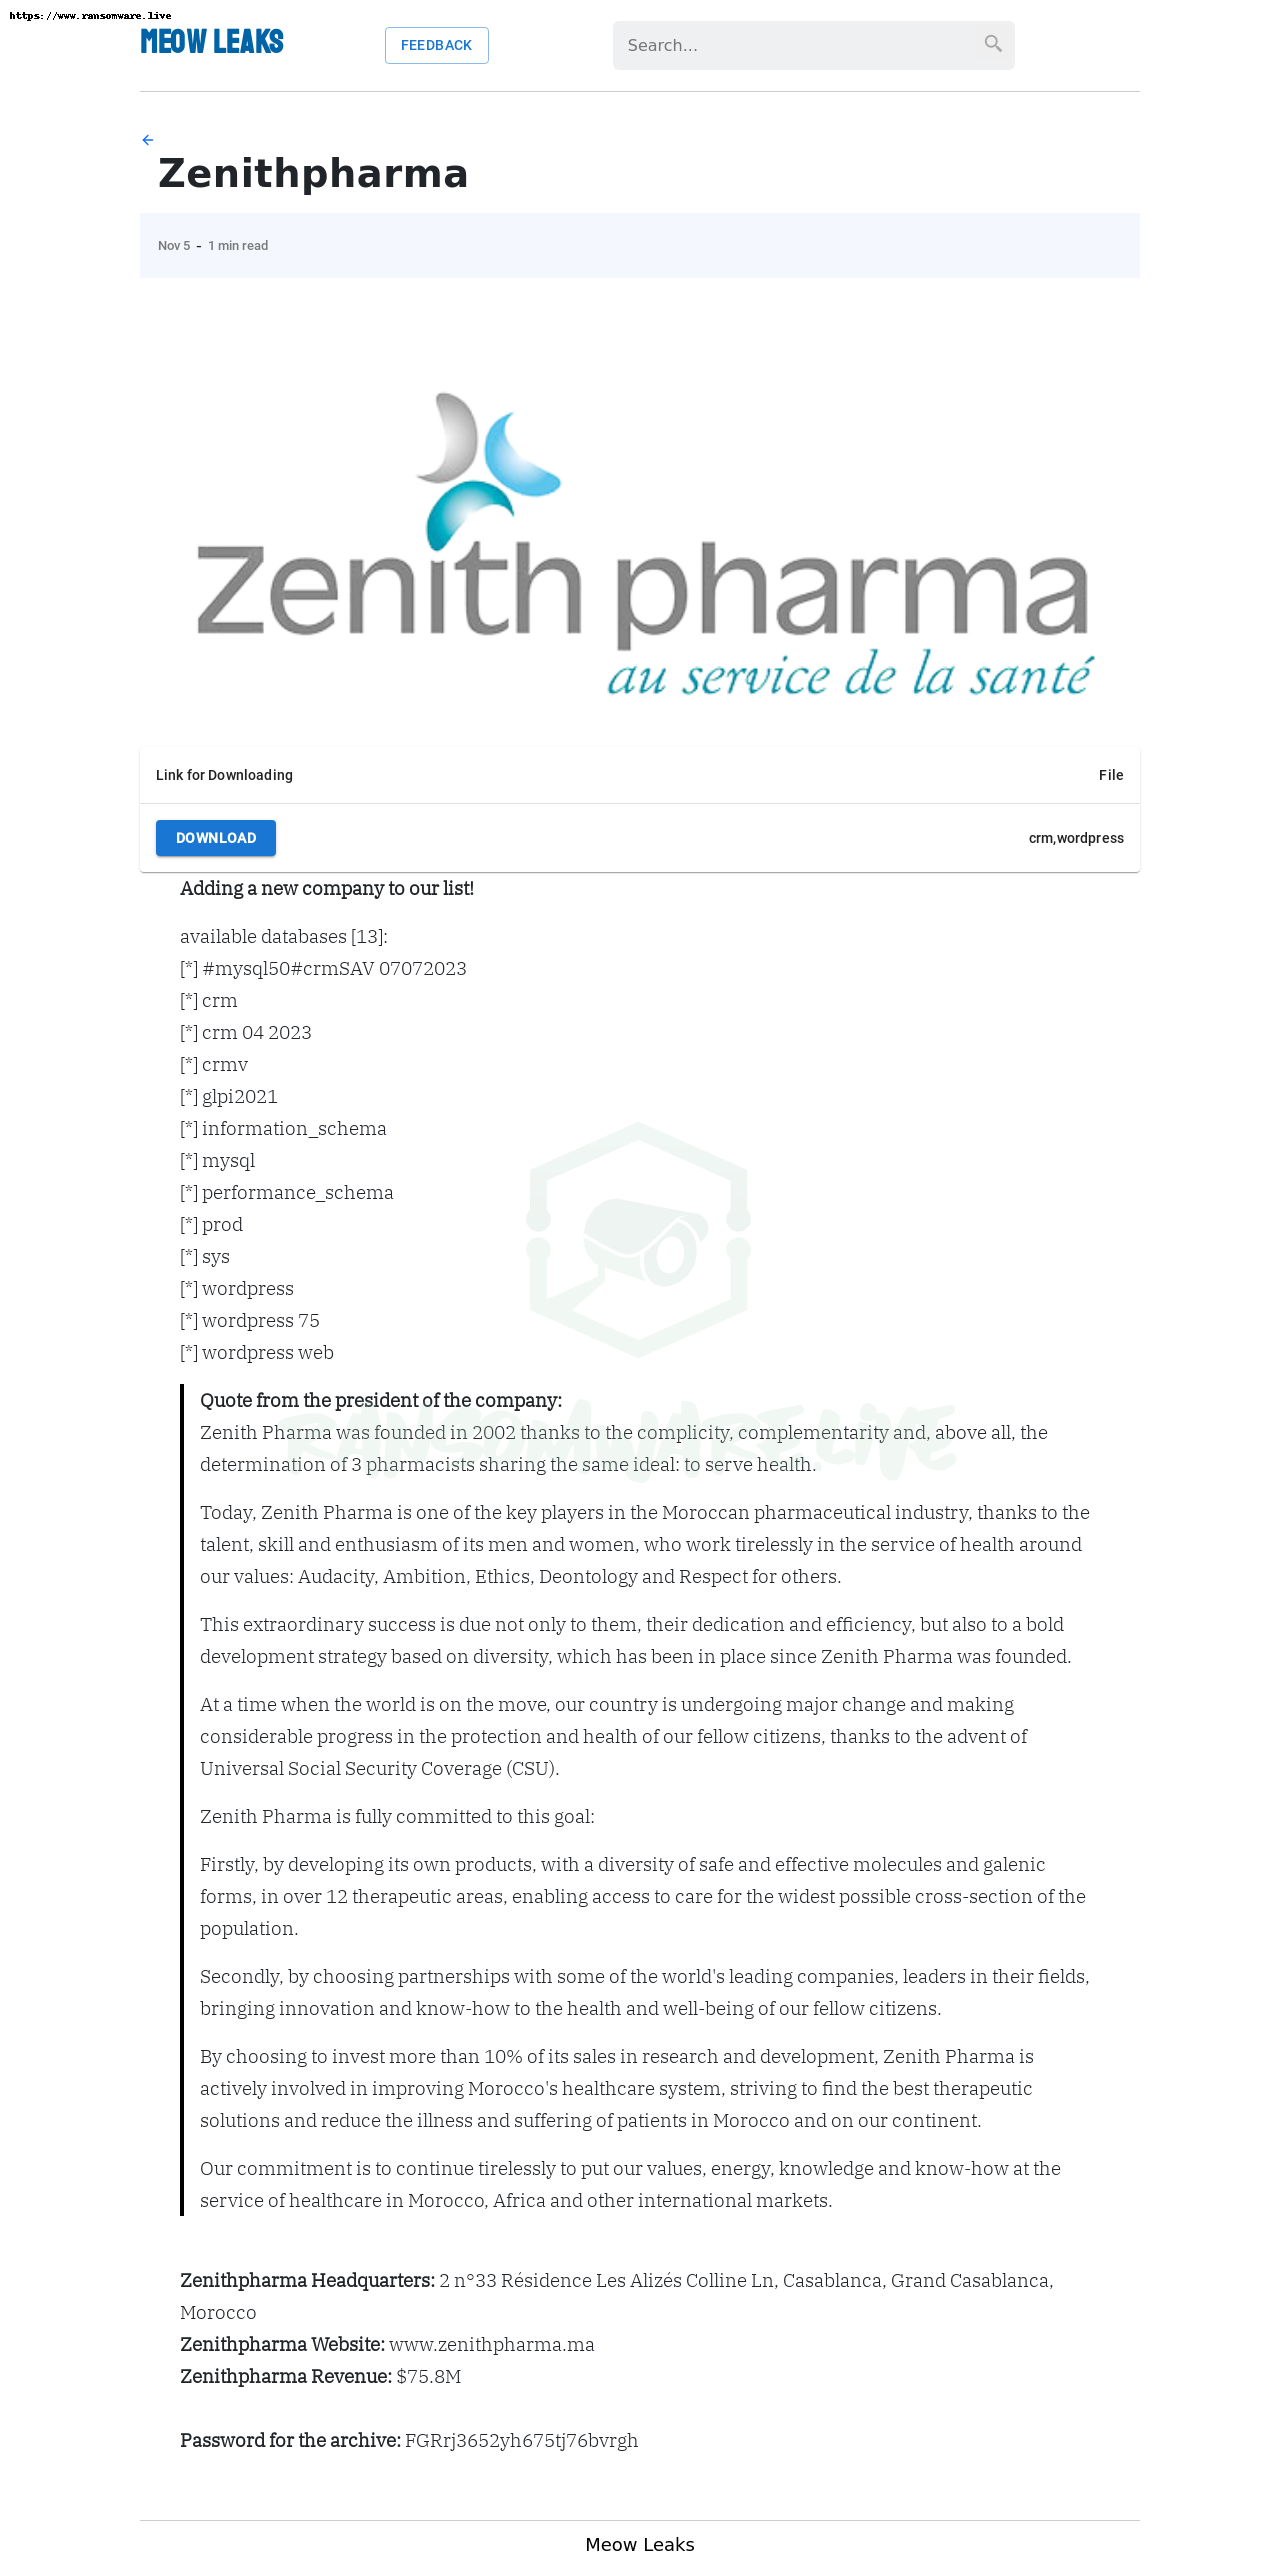 https://www.ransomware.live
MEOW LEAKS
FEEDBACK
Search...
Zenithpharma
Nov 5 - 1 min read
Zenith pharma
au service de la santé
Link for Downloading File
DOWNLOAD crm,wordpress
Adding a new company to our list!
available databases [13]:
[*] #mysql50#crmSAV 07072023
[*] crm
[*] crm 04 2023
[*] crmv
[*] glpi2021
[*] information_schema
[*] mysql
[*] performance_schema
[*] prod
[*] sys
[*] wordpress
[*] wordpress 75
[*] wordpress web
RANSOMWARE.LIVE
Quote from the president of the company:
Zenith Pharma was founded in 2002 thanks to the complicity, complementarity and, above all, the
determination of 3 pharmacists sharing the same ideal: to serve health.
Today, Zenith Pharma is one of the key players in the Moroccan pharmaceutical industry, thanks to the
talent, skill and enthusiasm of its men and women, who work tirelessly in the service of health around
our values: Audacity, Ambition, Ethics, Deontology and Respect for others.
This extraordinary success is due not only to them, their dedication and efficiency, but also to a bold
development strategy based on diversity, which has been in place since Zenith Pharma was founded.
At a time when the world is on the move, our country is undergoing major change and making
considerable progress in the protection and health of our fellow citizens, thanks to the advent of
Universal Social Security Coverage (CSU).
Zenith Pharma is fully committed to this goal:
Firstly, by developing its own products, with a diversity of safe and effective molecules and galenic
forms, in over 12 therapeutic areas, enabling access to care for the widest possible cross-section of the
population.
Secondly, by choosing partnerships with some of the world's leading companies, leaders in their fields,
bringing innovation and know-how to the health and well-being of our fellow citizens.
By choosing to invest more than 10% of its sales in research and development, Zenith Pharma is
actively involved in improving Morocco's healthcare system, striving to find the best therapeutic
solutions and reduce the illness and suffering of patients in Morocco and on our continent.
Our commitment is to continue tirelessly to put our values, energy, knowledge and know-how at the
service of healthcare in Morocco, Africa and other international markets.
Zenithpharma Headquarters: 2 n°33 Résidence Les Alizés Colline Ln, Casablanca, Grand Casablanca,
Morocco
Zenithpharma Website: www.zenithpharma.ma
Zenithpharma Revenue: $75.8M
Password for the archive: FGRrj3652yh675tj76bvrgh
Meow Leaks